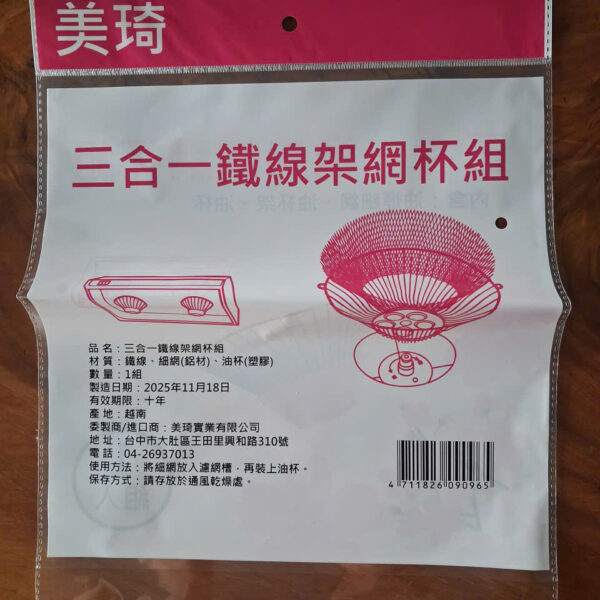 美琦
三合一鐵線架網杯組
品 名：三合一鐵線架網杯組
材 質：鐵線、細網(鋁材)、油杯(塑膠)
數 量：1組
製造日期：2025年11月18日
有效期限：十年
產 地：越南
委製商/進口商：美琦實業有限公司
地 址：台中市大肚區王田里興和路310號
電 話：04-26937013
使用方法：將細網放入濾網槽，再裝上油杯。
保存方式：請存放於通風乾燥處。
4 711826 090965